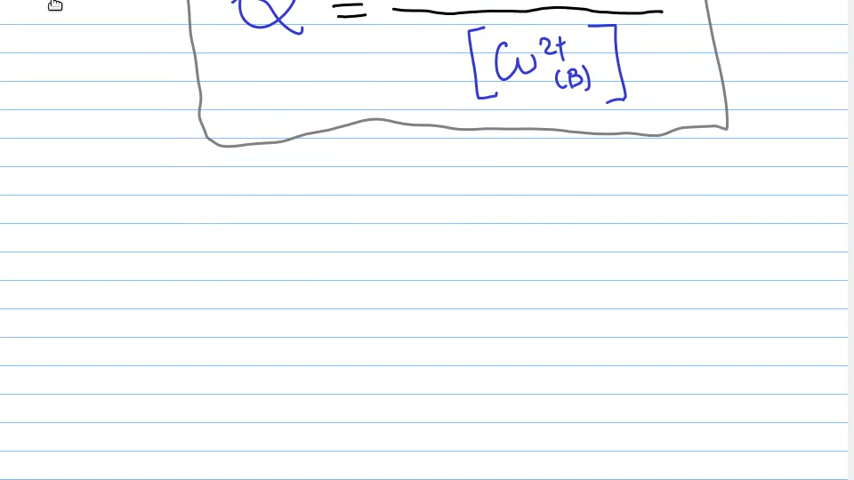 Q =
[Cu²⁺(B)]